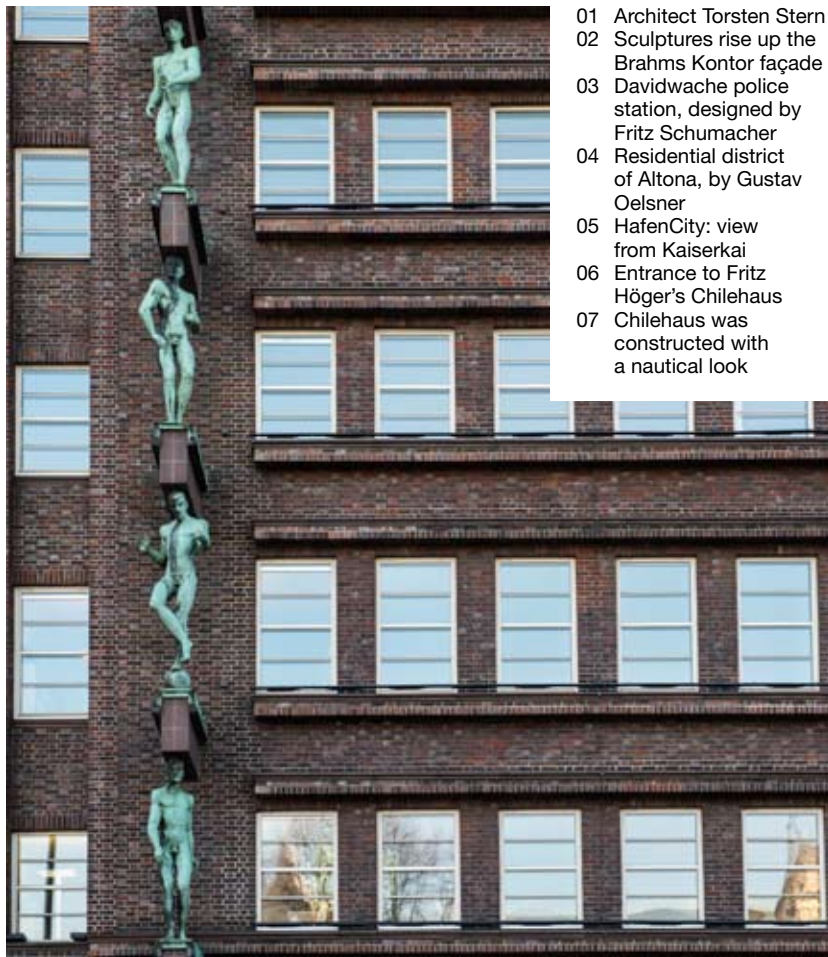 01 Architect Torsten Stern
02 Sculptures rise up the
Brahms Kontor façade
03 Davidwache police
station, designed by
Fritz Schumacher
04 Residential district
of Altona, by Gustav
Oelsner
05 HafenCity: view
from Kaiserkai
06 Entrance to Fritz
Höger's Chilehaus
07 Chilehaus was
constructed with
a nautical look